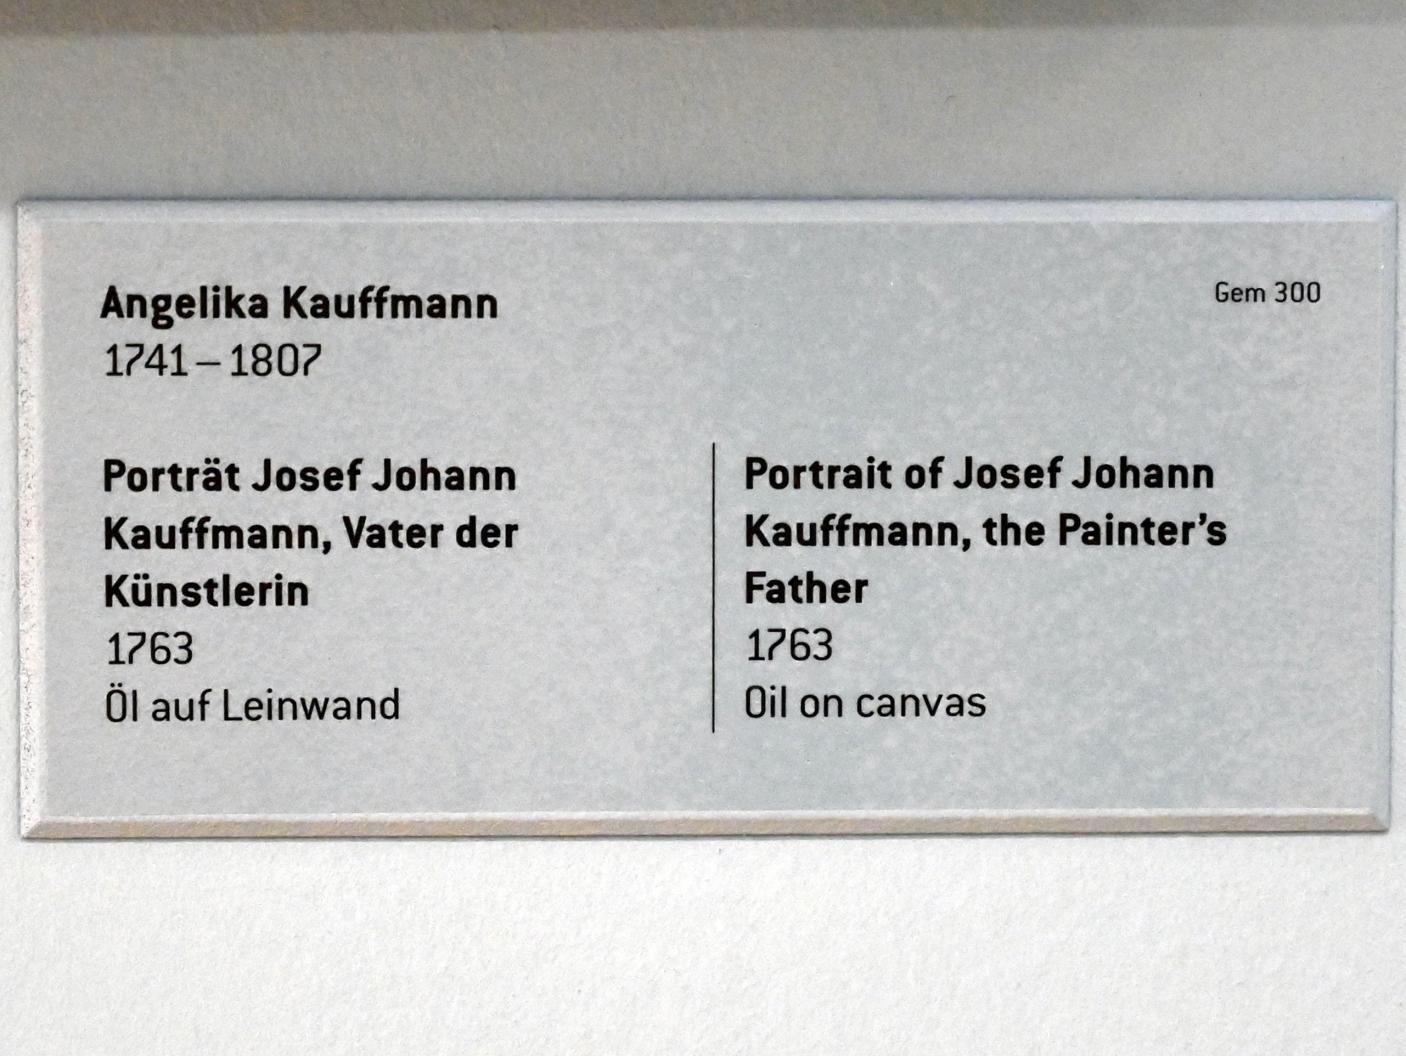 Angelika Kauffmann
1741 – 1807
Gem 300
Porträt Josef Johann
Kauffmann, Vater der
Künstlerin
1763
Öl auf Leinwand
Portrait of Josef Johann
Kauffmann, the Painter’s
Father
1763
Oil on canvas